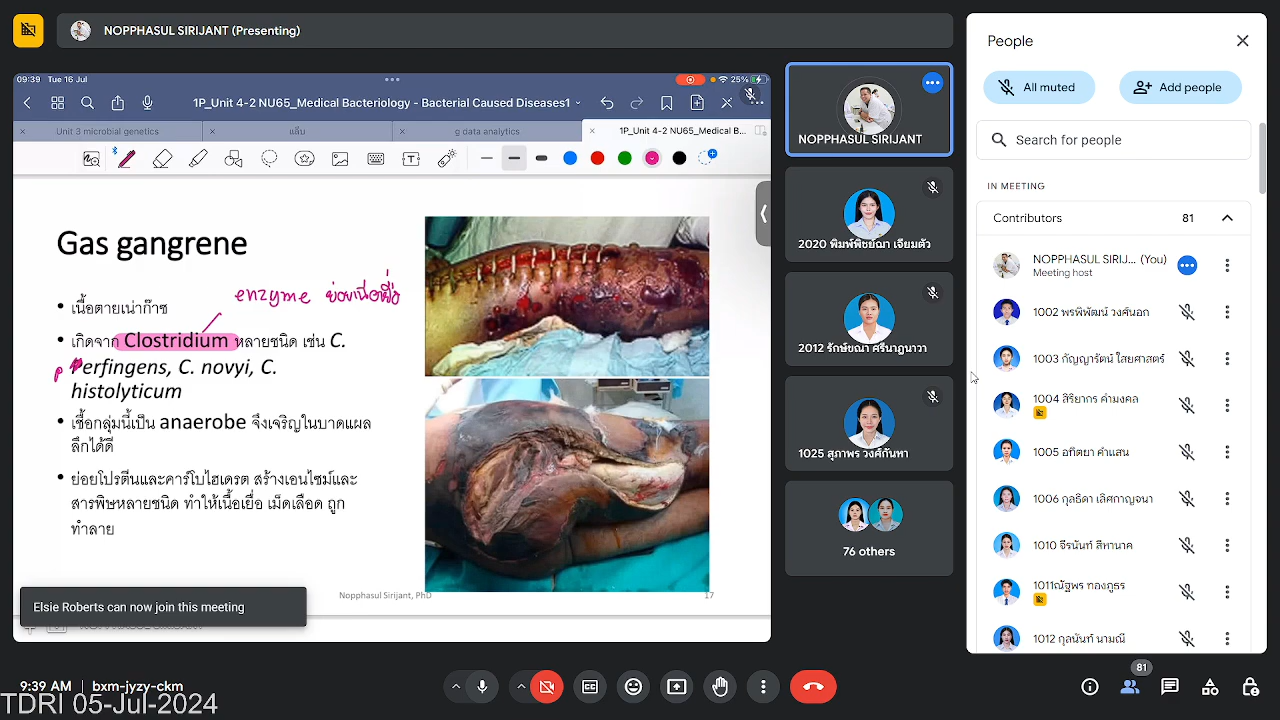 NOPPHASUL SIRIJANT (Presenting)
09:39 Tue 16 Jul
25%
1P_Unit 4-2 NU65_Medical Bacteriology - Bacterial Caused Diseases1
Unit 3 microbial genetics
แล็บ
g data analytics
1P_Unit 4-2 NU65_Medical B...
Gas gangrene
enzyme ย่อยเนื้อเยื่อ
• เนื้อตายเน่าก๊าซ
• เกิดจาก Clostridium หลายชนิด เช่น C.
p Perfingens, C. novyi, C.
histolyticum
• เชื้อกลุ่มนี้เป็น anaerobe จึงเจริญในบาดแผล
ลึกได้ดี
• ย่อยโปรตีนและคาร์โบไฮเดรต สร้างเอนไซม์และ
สารพิษหลายชนิด ทำให้เนื้อเยื่อ เม็ดเลือด ถูก
ทำลาย
Nopphasul Sirijant, PhD
17
Elsie Roberts can now join this meeting
NOPPHASUL SIRIJANT
NOPPHASUL SIRIJANT
2020 พิมพ์พิชย์ฌา เจียมตัว
2012 รักษ์ขณา ศรีนาฎนาวา
1025 สุภาพร วงศ์กันทา
76 others
People
All muted
Add people
Search for people
IN MEETING
Contributors
81
NOPPHASUL SIRIJ... (You)
Meeting host
1002 พรพิพัฒน์ วงศ์นอก
1003 กัญญารัตน์ ใสยศาสตร์
1004 สิริยากร คำมงคล
1005 อทิตยา คำแสน
1006 กุลธิดา เลิศกาญจนา
1010 จีรนันท์ สีหานาค
1011ณัฐพร ทองภูธร
1012 กุลนันท์ นามณี
9:39 AM
bxm-jyzy-ckm
81
TDRI 05-Jul-2024